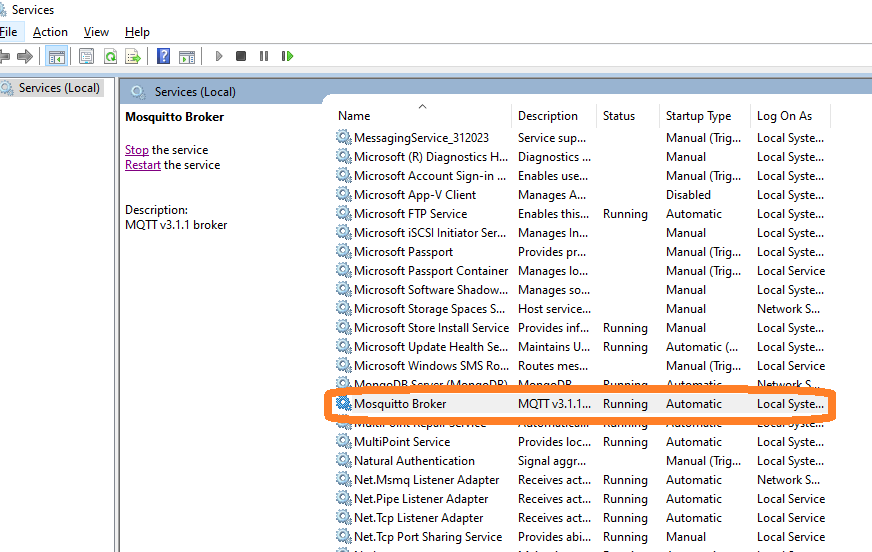 Services
File Action View Help
Services (Local)
Services (Local)
Mosquitto Broker
Stop the service
Restart the service
Description:
MQTT v3.1.1 broker
Name Description Status Startup Type Log On As
MessagingService_312023 Service sup... Manual (Trig... Local Syste...
Microsoft (R) Diagnostics H... Diagnostics ... Manual Local Syste...
Microsoft Account Sign-in ... Enables use... Manual (Trig... Local Syste...
Microsoft App-V Client Manages A... Disabled Local Syste...
Microsoft FTP Service Enables this... Running Automatic Local Syste...
Microsoft iSCSI Initiator Ser... Manages In... Manual Local Syste...
Microsoft Passport Provides pr... Manual (Trig... Local Syste...
Microsoft Passport Container Manages lo... Manual (Trig... Local Service
Microsoft Software Shadow... Manages so... Manual Local Syste...
Microsoft Storage Spaces S... Host service... Manual Network S...
Microsoft Store Install Service Provides inf... Running Manual Local Syste...
Microsoft Update Health Se... Maintains U... Running Automatic (... Local Syste...
Microsoft Windows SMS Ro... Routes mes... Manual (Trig... Local Service
MongoDB Server (MongoDB) MongoDB ... Running Automatic Network S...
Mosquitto Broker MQTT v3.1.1... Running Automatic Local Syste...
MultiPoint Repair Service Automatical... Running Automatic Local Syste...
MultiPoint Service Provides loc... Running Automatic Local Syste...
Natural Authentication Signal aggr... Manual (Trig... Local Syste...
Net.Msmq Listener Adapter Receives act... Running Automatic Network S...
Net.Pipe Listener Adapter Receives act... Running Automatic Local Service
Net.Tcp Listener Adapter Receives act... Running Automatic Local Service
Net.Tcp Port Sharing Service Provides abi... Running Manual Local Service